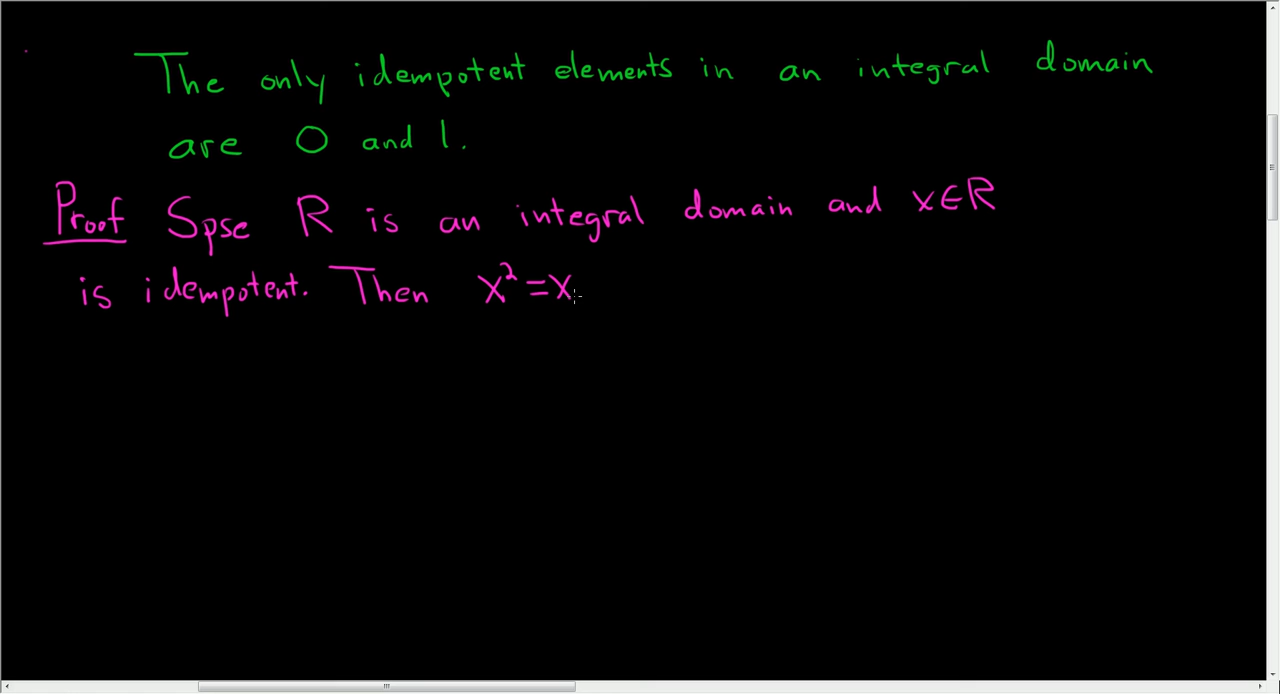 The only idempotent elements in an integral domain
are 0 and 1.
Proof Spse R is an integral domain and x∈R
is idempotent. Then x²=x